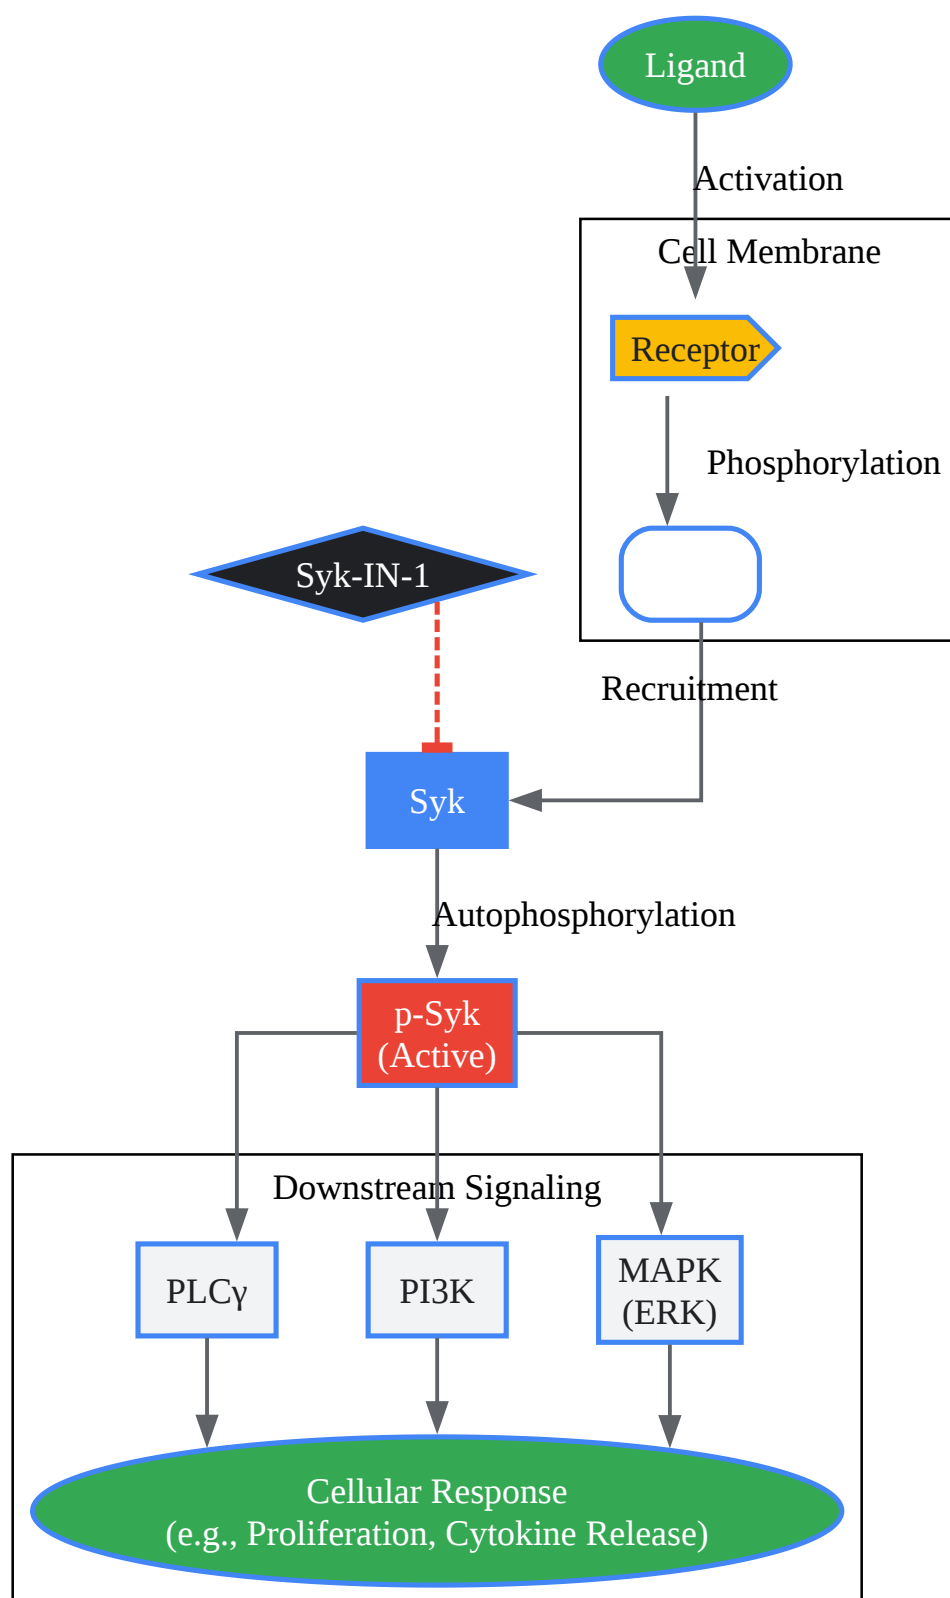 Ligand
Activation
Cell Membrane
Receptor
Phosphorylation
Syk-IN-1
Recruitment
Syk
Autophosphorylation
p-Syk
(Active)
Downstream Signaling
PLCγ
PI3K
MAPK
(ERK)
Cellular Response
(e.g., Proliferation, Cytokine Release)